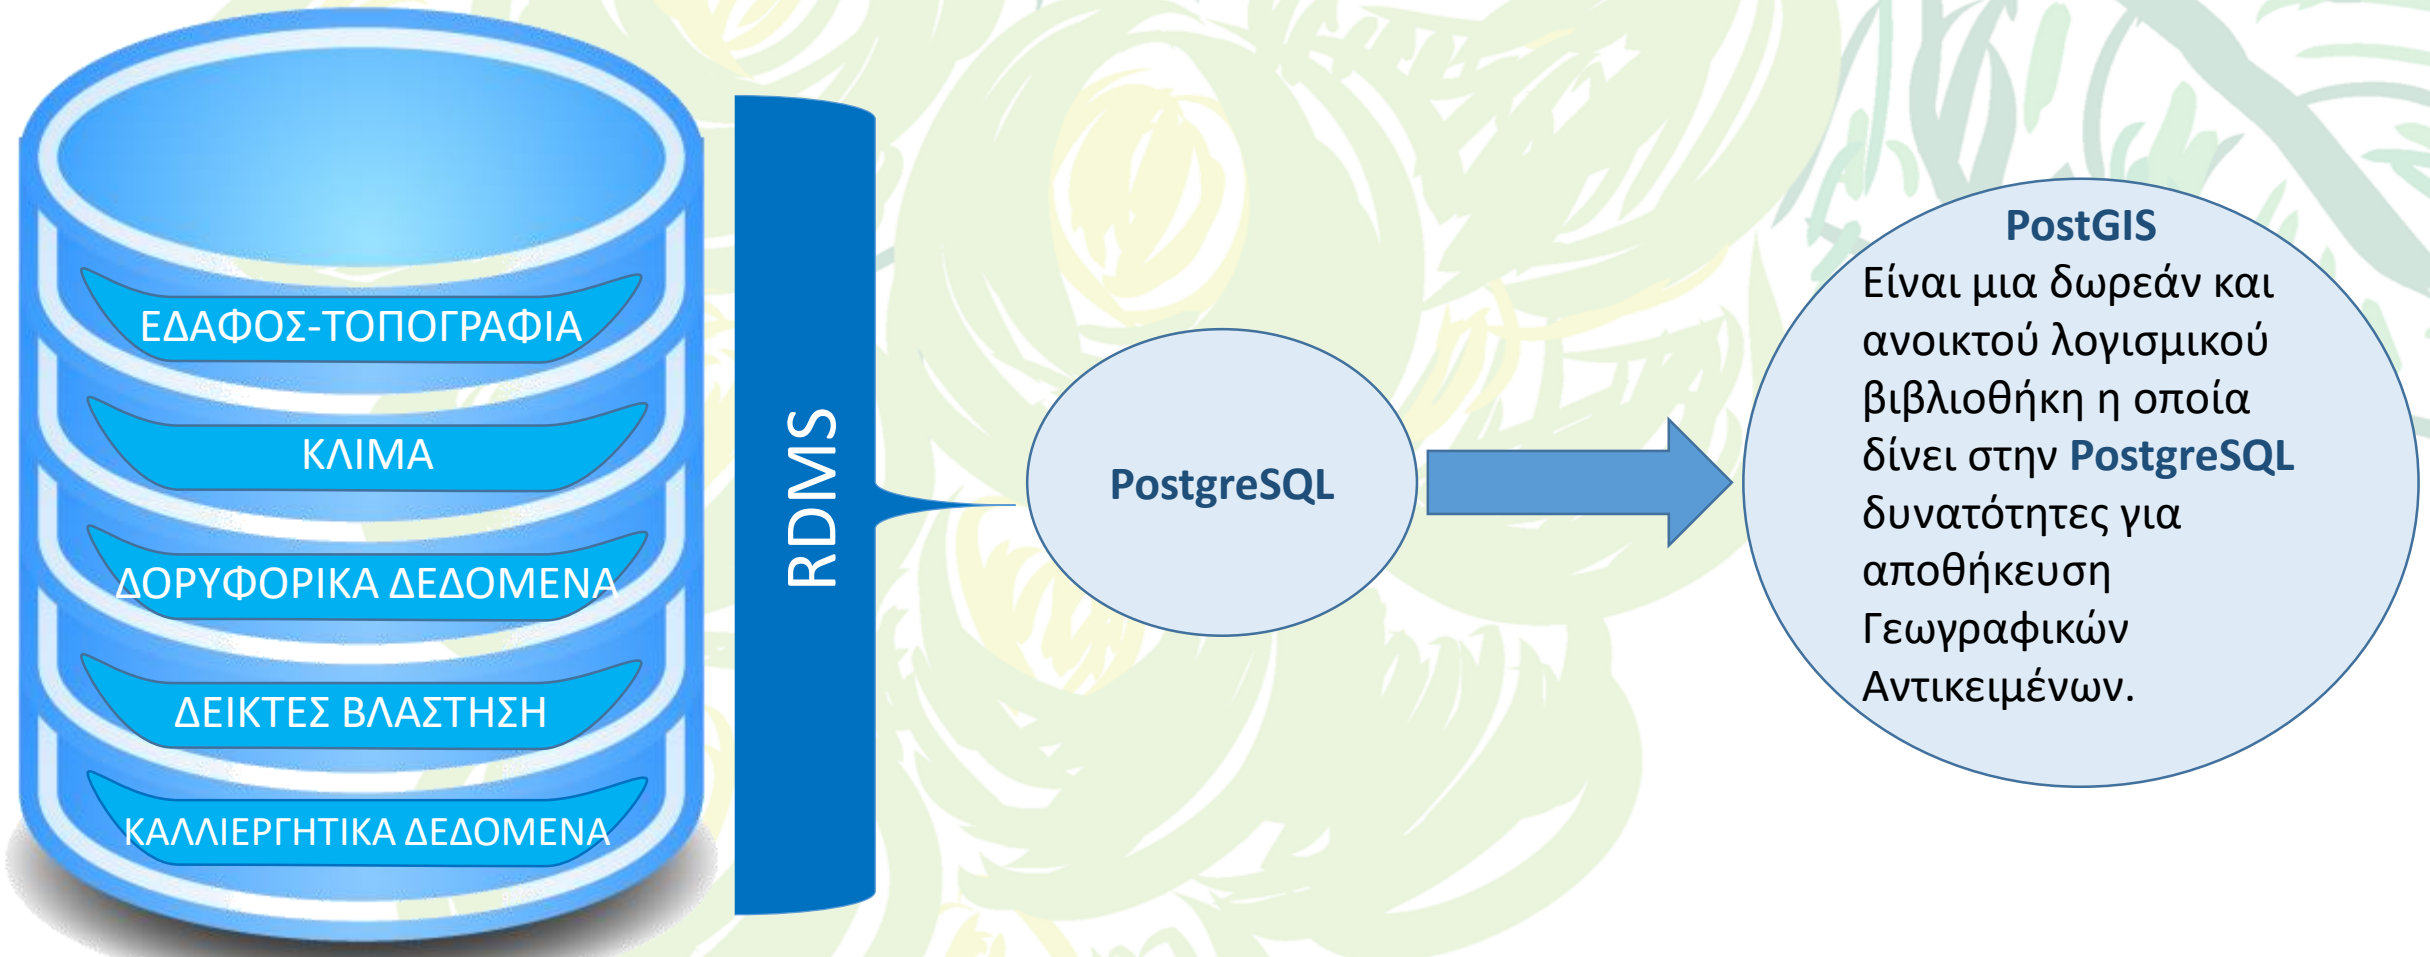 ΕΔΑΦΟΣ-ΤΟΠΟΓΡΑΦΙΑ
ΚΛΙΜΑ
ΔΟΡΥΦΟΡΙΚΑ ΔΕΔΟΜΕΝΑ
ΔΕΙΚΤΕΣ ΒΛΑΣΤΗΣΗ
ΚΑΛΛΙΕΡΓΗΤΙΚΑ ΔΕΔΟΜΕΝΑ
RDMS
PostgreSQL
PostGIS
Είναι μια δωρεάν και
ανοικτού λογισμικού
βιβλιοθήκη η οποία
δίνει στην PostgreSQL
δυνατότητες για
αποθήκευση
Γεωγραφικών
Αντικειμένων.